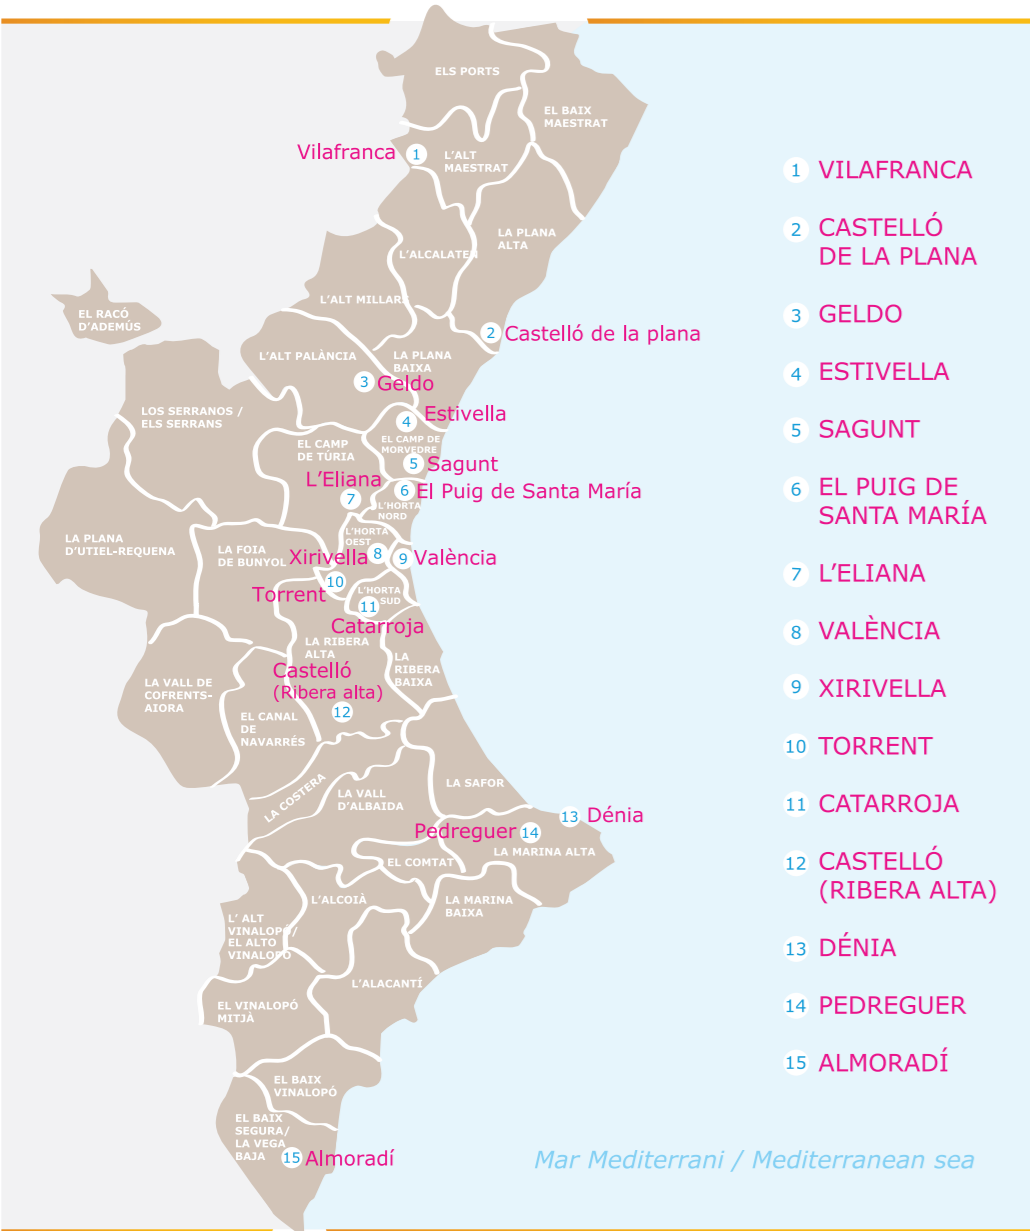 ELS PORTS
EL BAIX
MAESTRAT
Vilafranca 1
L'ALT
MAESTRAT
LA PLANA
ALTA
L'ALCALATEN
L'ALT MILLARS
EL RACÓ
D'ADEMÚS
2 Castelló de la plana
L'ALT PALÀNCIA
LA PLANA
BAIXA
3 Geldo
LOS SERRANOS /
ELS SERRANS
Estivella
4
EL CAMP DE
MORVEDRE
EL CAMP
DE TÚRIA
5 Sagunt
L'Eliana
7
6 El Puig de Santa María
L'HORTA
NORD
LA PLANA
D'UTIEL-REQUENA
L'HORTA
OEST
LA FOIA
DE BUNYOL
Xirivella 8
9 València
10
Torrent
L'HORTA
SUD
11
Catarroja
LA RIBERA
ALTA
LA
RIBERA
BAIXA
Castelló
(Ribera alta)
12
LA VALL DE
COFRENTS-
AIORA
EL CANAL
DE
NAVARRÉS
LA COSTERA
LA VALL
D'ALBAIDA
LA SAFOR
13 Dénia
Pedreguer 14
LA MARINA ALTA
EL COMTAT
L'ALCOIÀ
LA MARINA
BAIXA
L' ALT
VINALOPÓ/
EL ALTO
VINALOPÓ
L'ALACANTÍ
EL VINALOPÓ
MITJÀ
EL BAIX
VINALOPÓ
EL BAIX
SEGURA/
LA VEGA
BAJA
15 Almoradí
1 VILAFRANCA
2 CASTELLÓ
DE LA PLANA
3 GELDO
4 ESTIVELLA
5 SAGUNT
6 EL PUIG DE
SANTA MARÍA
7 L'ELIANA
8 VALÈNCIA
9 XIRIVELLA
10 TORRENT
11 CATARROJA
12 CASTELLÓ
(RIBERA ALTA)
13 DÉNIA
14 PEDREGUER
15 ALMORADÍ
Mar Mediterrani / Mediterranean sea